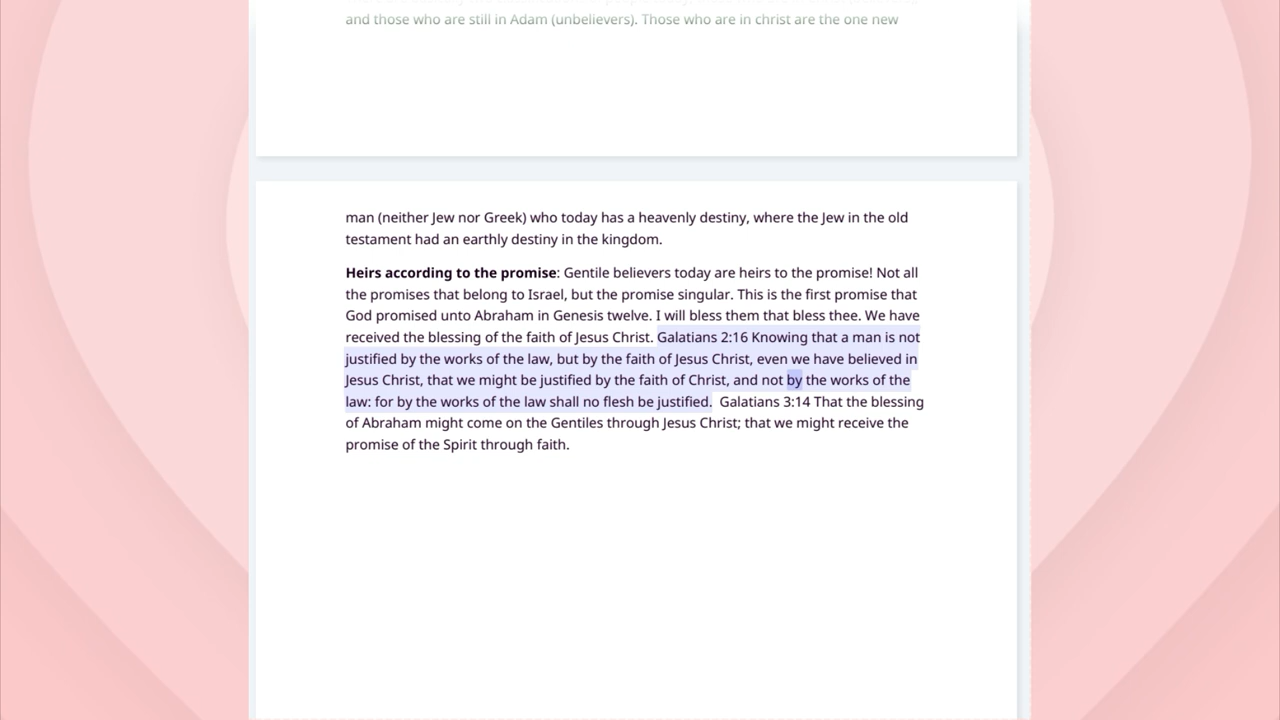 and those who are still in Adam (unbelievers). Those who are in christ are the one new
man (neither Jew nor Greek) who today has a heavenly destiny, where the Jew in the old
testament had an earthly destiny in the kingdom.
Heirs according to the promise: Gentile believers today are heirs to the promise! Not all
the promises that belong to Israel, but the promise singular. This is the first promise that
God promised unto Abraham in Genesis twelve. I will bless them that bless thee. We have
received the blessing of the faith of Jesus Christ. Galatians 2:16 Knowing that a man is not
justified by the works of the law, but by the faith of Jesus Christ, even we have believed in
Jesus Christ, that we might be justified by the faith of Christ, and not by the works of the
law: for by the works of the law shall no flesh be justified.  Galatians 3:14 That the blessing
of Abraham might come on the Gentiles through Jesus Christ; that we might receive the
promise of the Spirit through faith.